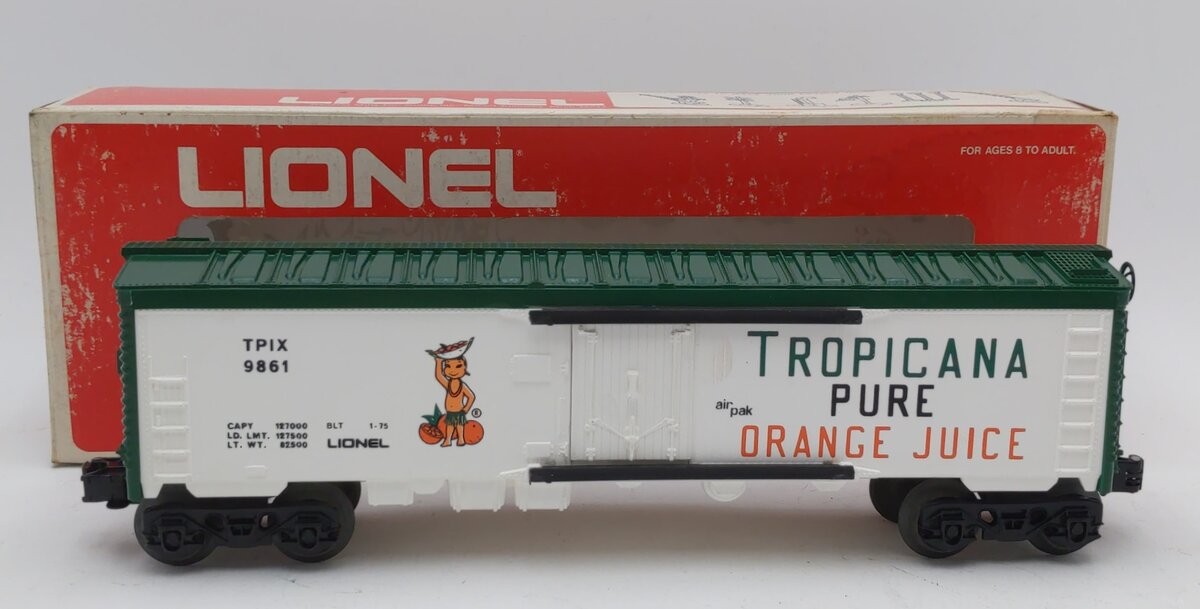 LIONEL
LIONEL
FOR AGES 8 TO ADULT.
TPIX
9861
CAPY 127000 BLT 1-75
LD. LMT. 127500
LT. WT. 82500 LIONEL
®
TROPICANA
air pak PURE
ORANGE JUICE